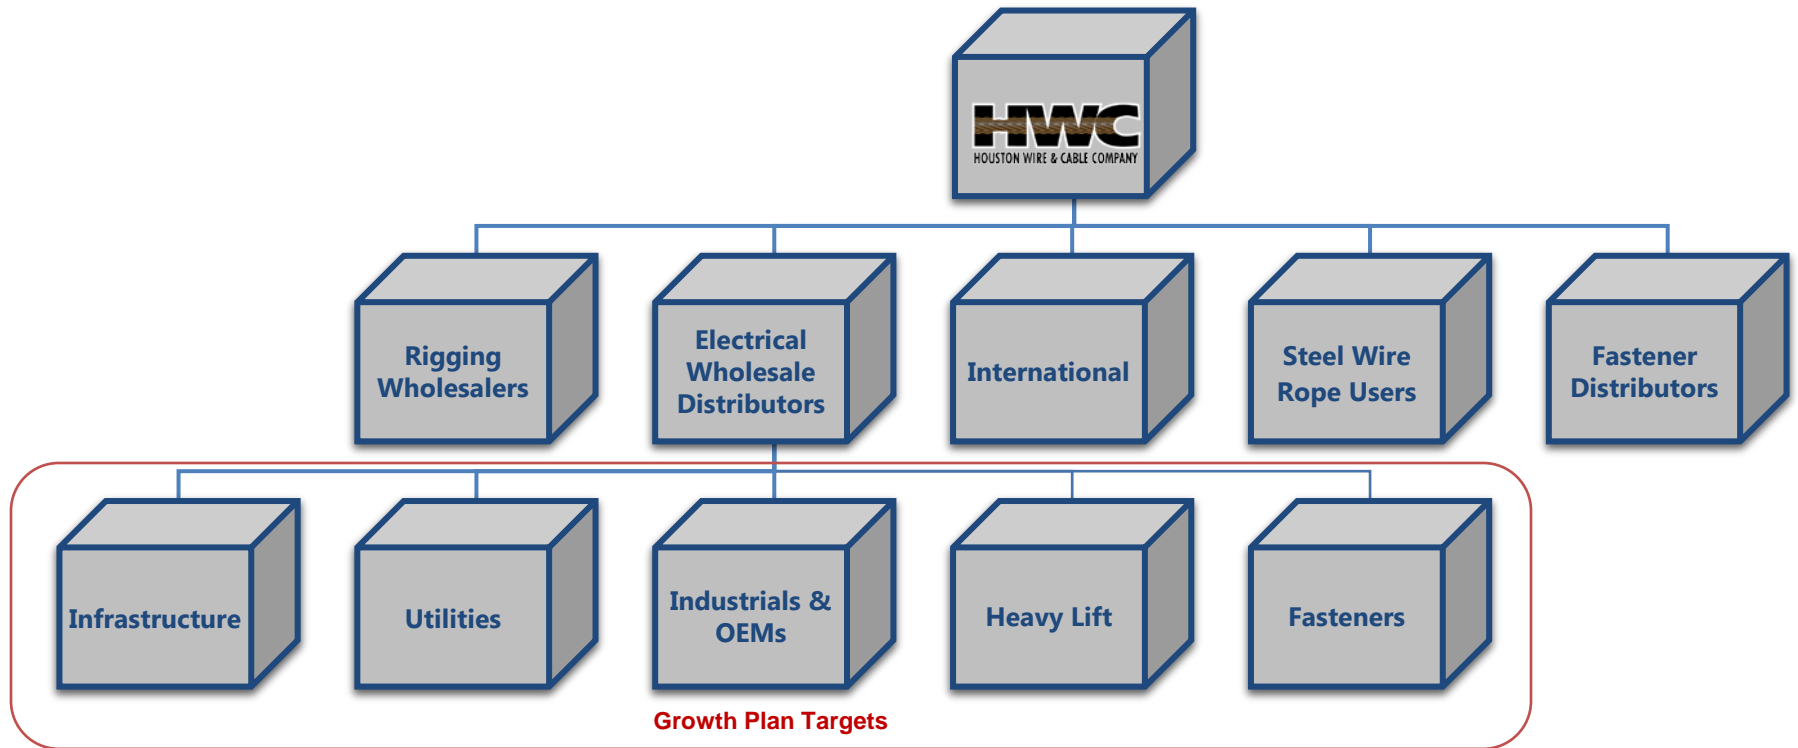 HWC
HOUSTON WIRE & CABLE COMPANY
Rigging
Wholesalers
Electrical
Wholesale
Distributors
International
Steel Wire
Rope Users
Fastener
Distributors
Infrastructure
Utilities
Industrials &
OEMs
Heavy Lift
Fasteners
Growth Plan Targets